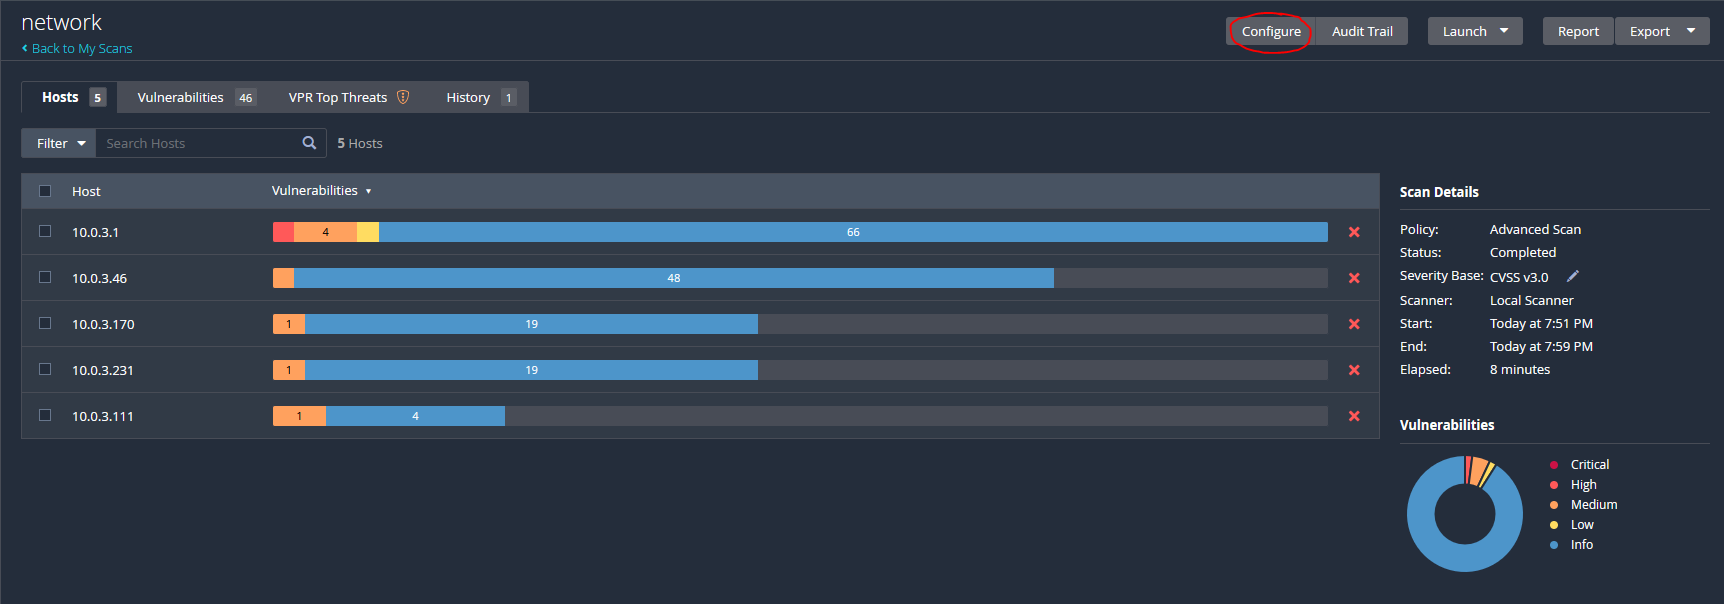 network
Back to My Scans
Configure Audit Trail Launch Report Export
Hosts 5 Vulnerabilities 46 VPR Top Threats History 1
Filter Search Hosts 5 Hosts
Host Vulnerabilities
10.0.3.1 4 66
10.0.3.46 48
10.0.3.170 1 19
10.0.3.231 1 19
10.0.3.111 1 4
Scan Details
Policy: Advanced Scan
Status: Completed
Severity Base: CVSS v3.0
Scanner: Local Scanner
Start: Today at 7:51 PM
End: Today at 7:59 PM
Elapsed: 8 minutes
Vulnerabilities
Critical
High
Medium
Low
Info